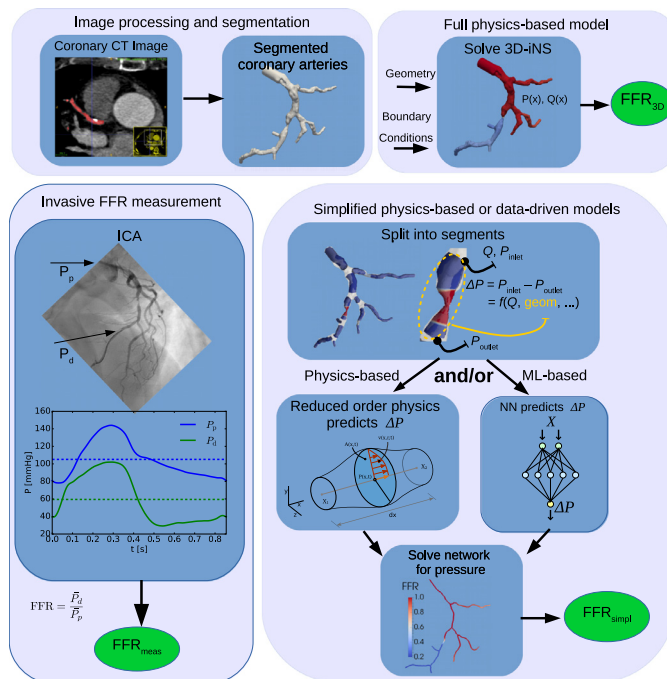 Image processing and segmentation
Coronary CT Image
Segmented
coronary arteries
Full physics-based model
Solve 3D-iNS
Geometry
P(x), Q(x)
Boundary
Conditions
FFR3D
Invasive FFR measurement
ICA
Pp
Pd
Pp
Pd
P [mmHg]
160
140
120
100
80
60
40
20
0.0 0.1 0.2 0.3 0.4 0.5 0.6 0.7 0.8
t [s]
FFR = P̄d / P̄p
FFRmeas
Simplified physics-based or data-driven models
Split into segments
Q, Pinlet
ΔP = Pinlet – Poutlet
= f(Q, geom, ...)
Poutlet
Physics-based
and/or
ML-based
Reduced order physics
predicts ΔP
A(x,t)
P(x,t)
X1
X2
y
x
z
dx
NN predicts ΔP
X
ΔP
Solve network
for pressure
FFR
1.0
0.8
0.6
0.4
0.2
FFRsimpl